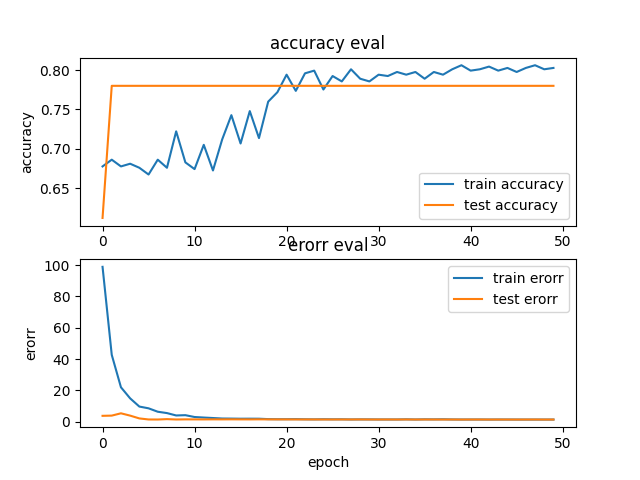 accuracy eval
accuracy
0.80
0.75
0.70
0.65
train accuracy
test accuracy
0 10 20 30 40 50
erorr eval
erorr
100
80
60
40
20
0
train erorr
test erorr
0 10 20 30 40 50
epoch